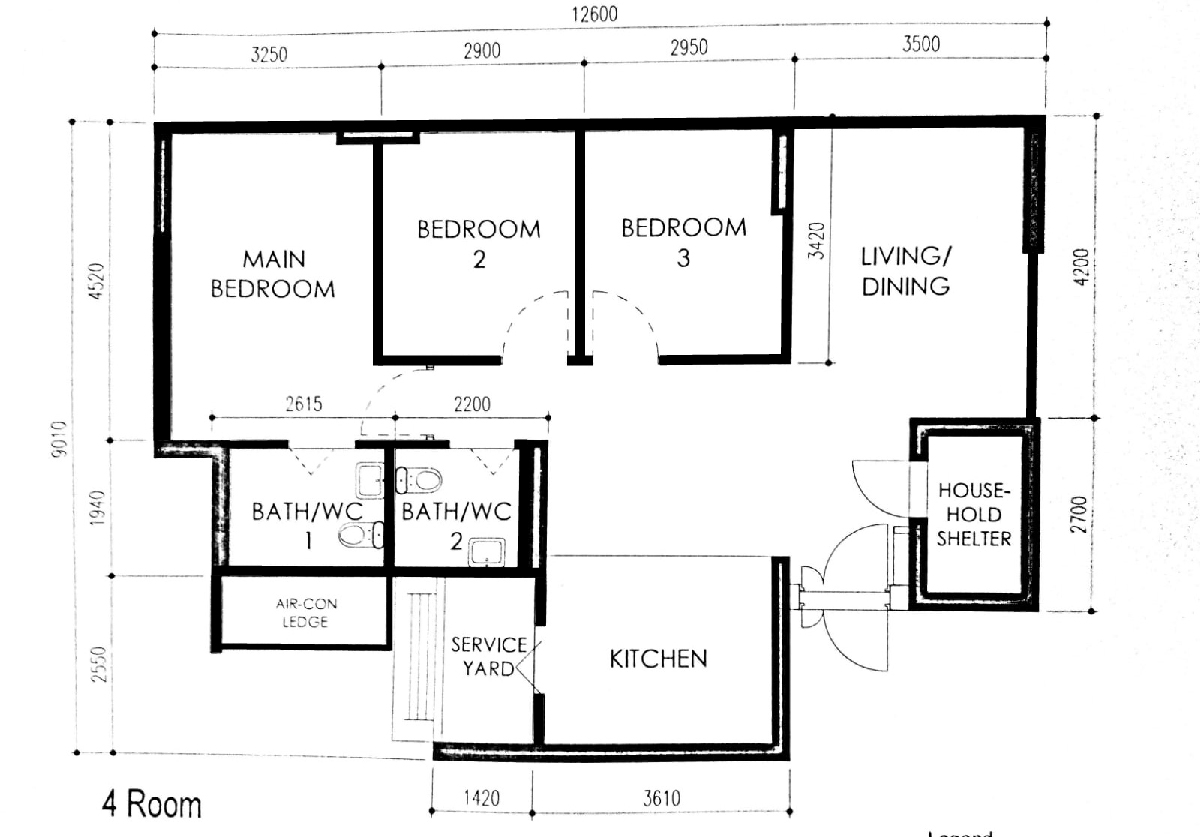 12600
3250
2900
2950
3500
BEDROOM
2
BEDROOM
3
MAIN
BEDROOM
LIVING/
DINING
3420
4520
4200
9010
2615
2200
1940
BATH/WC
1
BATH/WC
2
HOUSE-
HOLD
SHELTER
2700
AIR-CON
LEDGE
SERVICE
YARD
KITCHEN
2550
4 Room
1420
3610
Legend